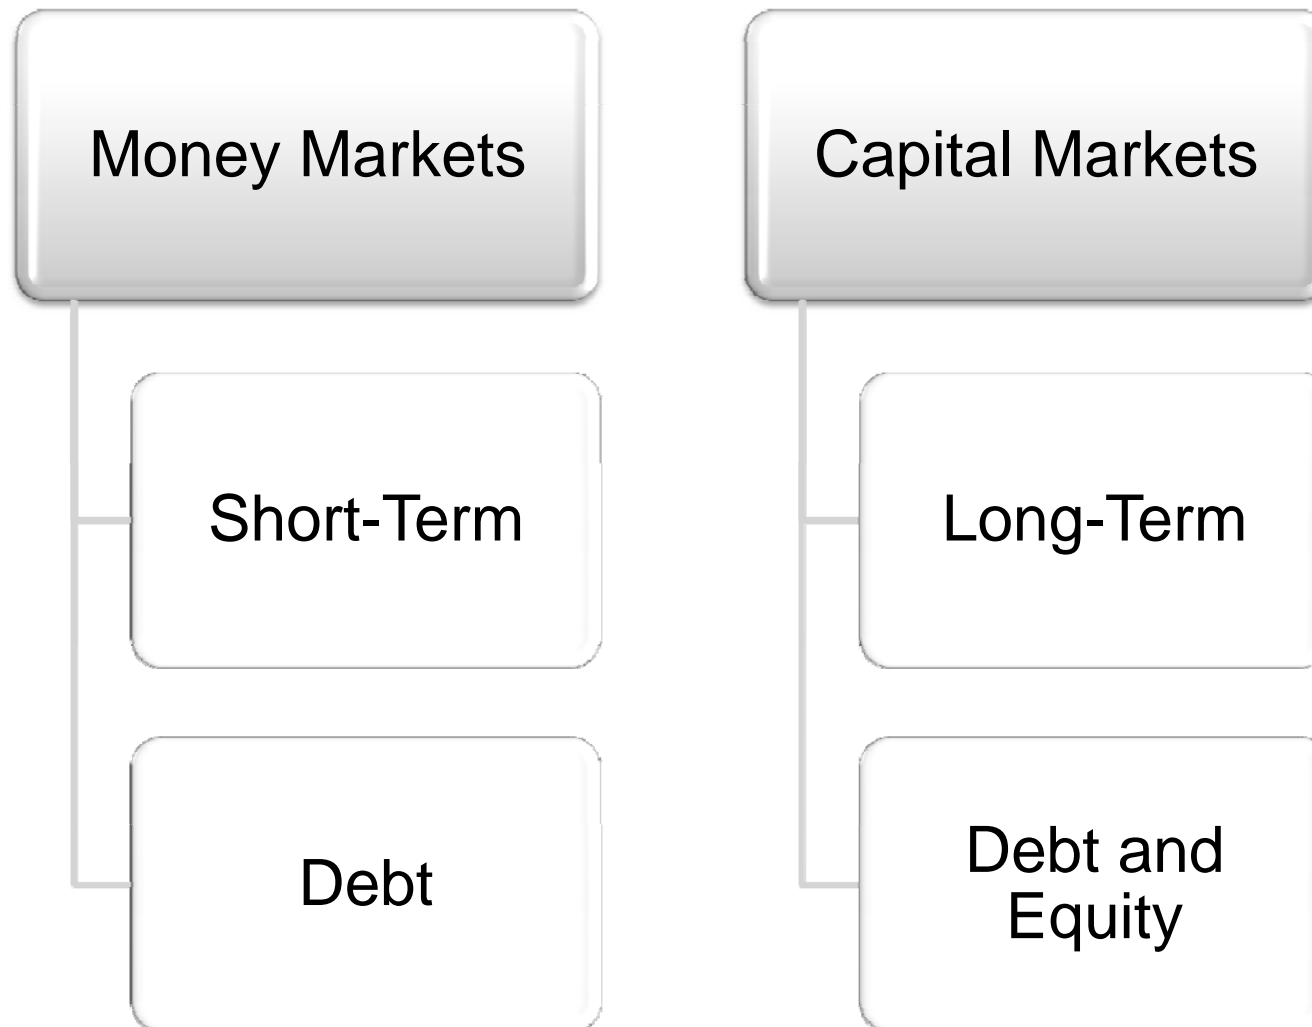 Money Markets
Short-Term
Debt
Capital Markets
Long-Term
Debt and
Equity